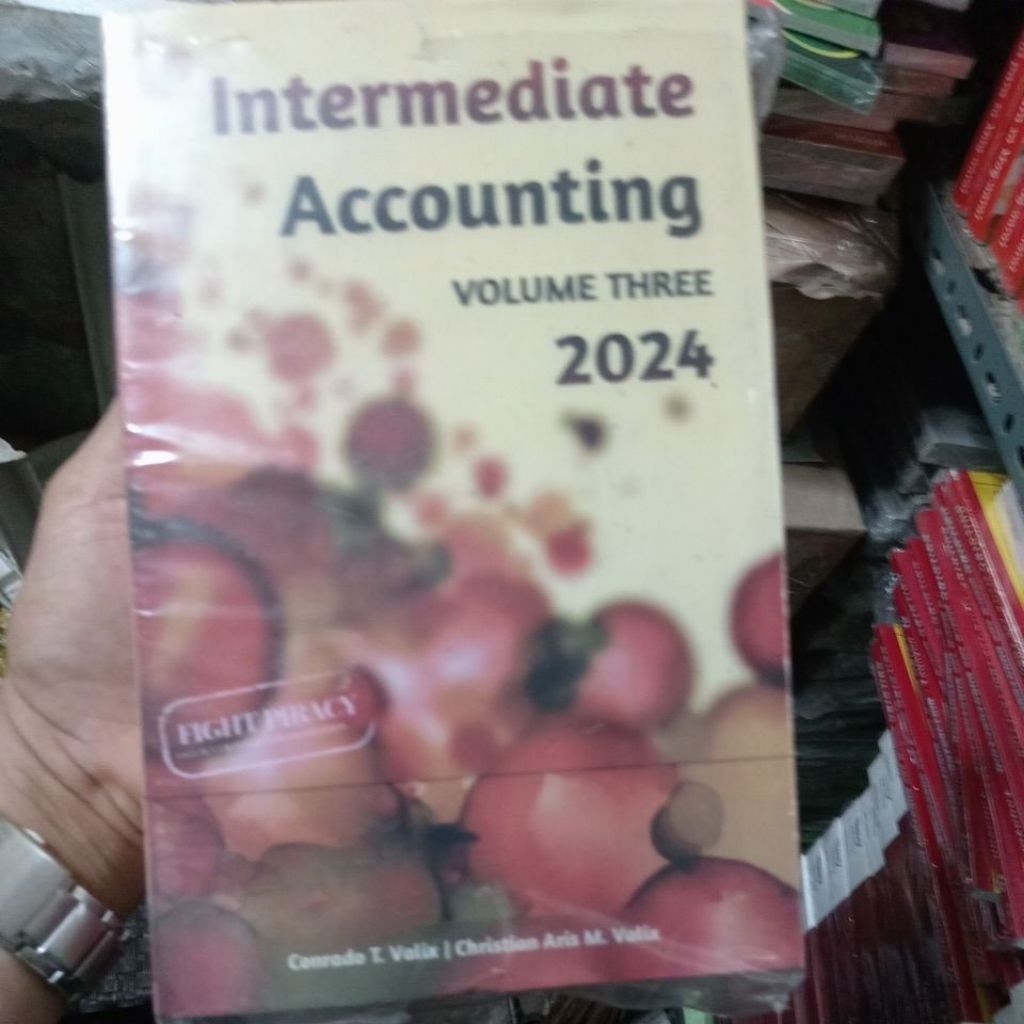 Intermediate
Accounting
VOLUME THREE
2024
FIGHT PIRACY
Conrado T. Valix | Christian Aris M. Valix